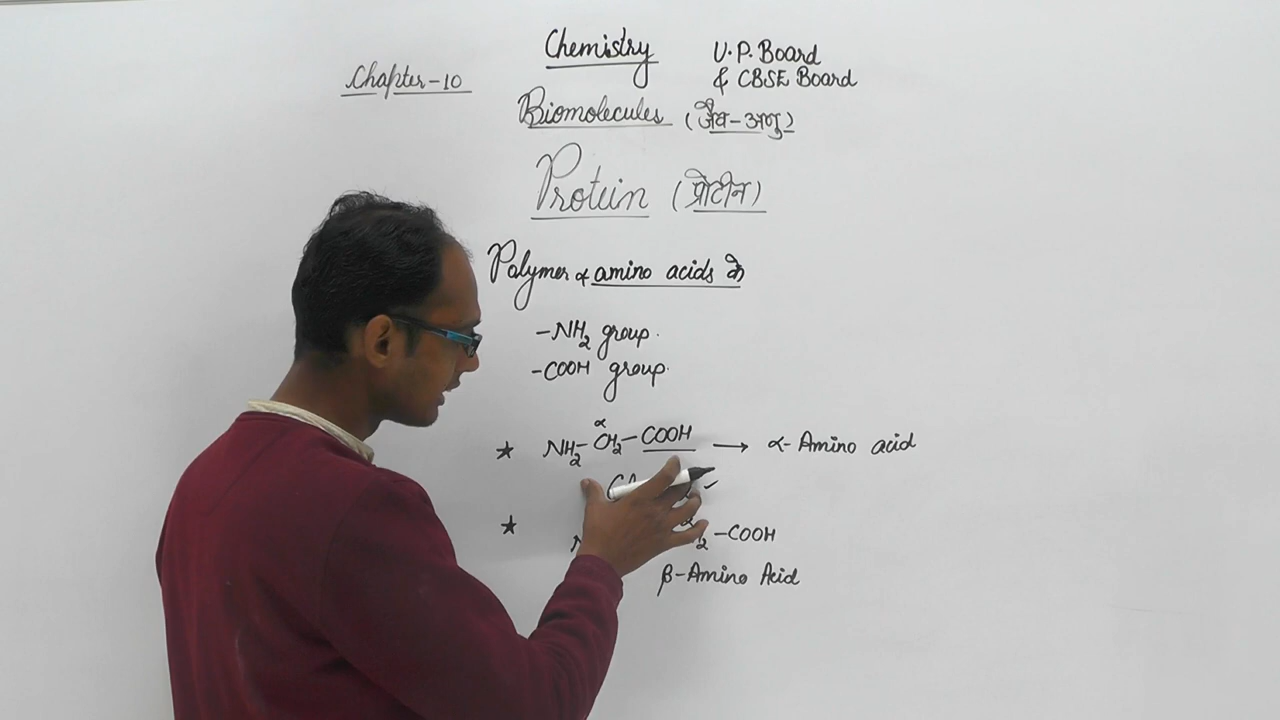 Chemistry
U.P. Board
& CBSE Board
Chapter-10
Biomolecules (जैव-अणु)
Protein (प्रोटीन)
Polymer of amino acids के
-NH2 group.
-COOH group.
α
★ NH2-CH2-COOH → α-Amino acid
★
α
-COOH
β-Amino Acid